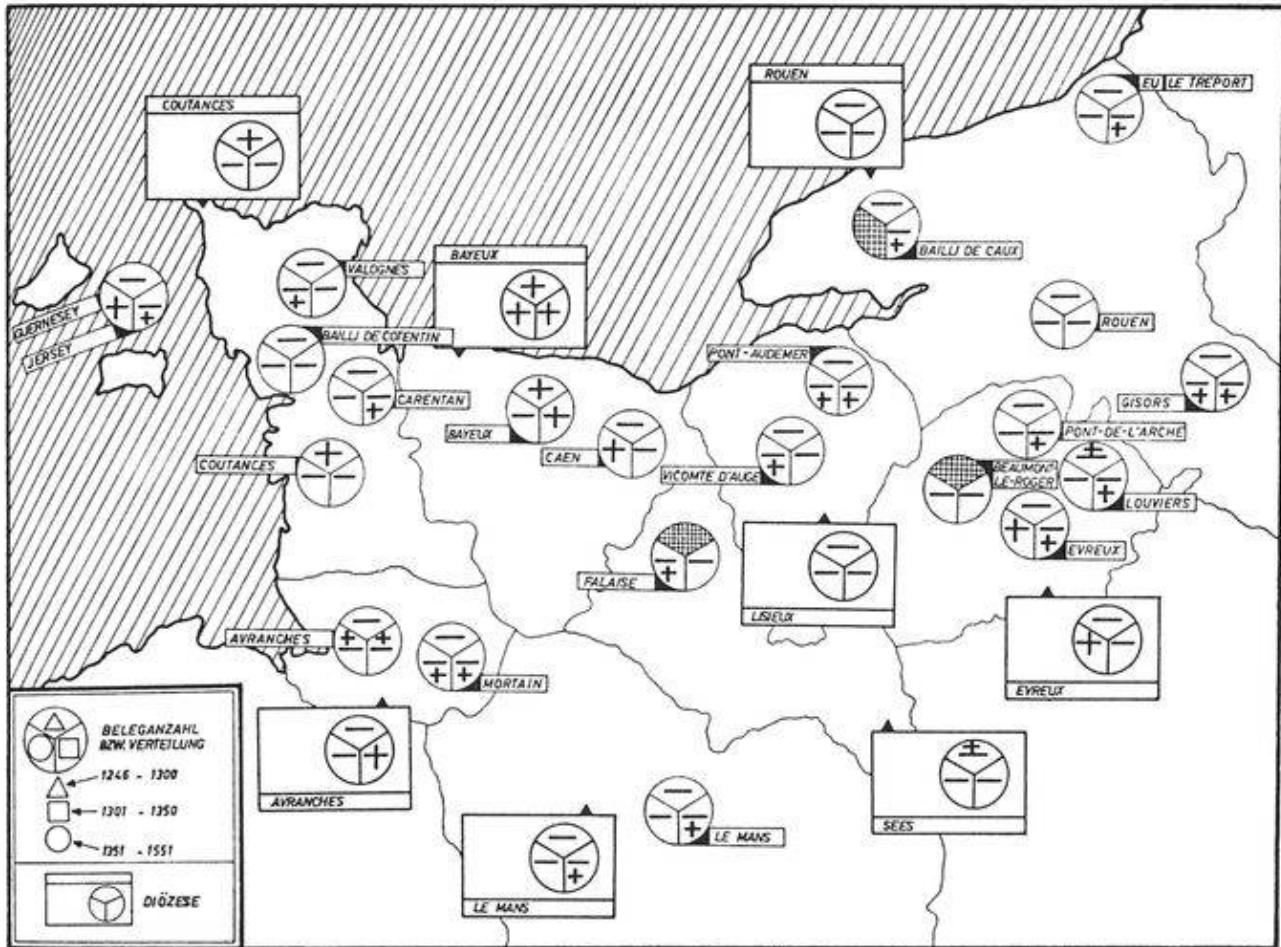 COUTANCES
ROUEN
EU LE TRÉPORT
BAILLI DE CAUX
VALOGNES
BAYEUX
GUERNESEY
JERSEY
BAILLI DE COTENTIN
ROUEN
PONT-AUDEMER
CARENTAN
GISORS
BAYEUX
CAEN
PONT-DE-L'ARCHE
COUTANCES
VICOMTE D'AUGE
BEAUMONT-
LE-ROGER
LOUVIERS
EVREUX
FALAISE
LISIEUX
AVRANCHES
MORTAIN
EVREUX
AVRANCHES
SEES
LE MANS
LE MANS
BELEGANZAHL
BZW. VERTEILUNG
1246 - 1300
1301 - 1350
1351 - 1551
DIÖZESE